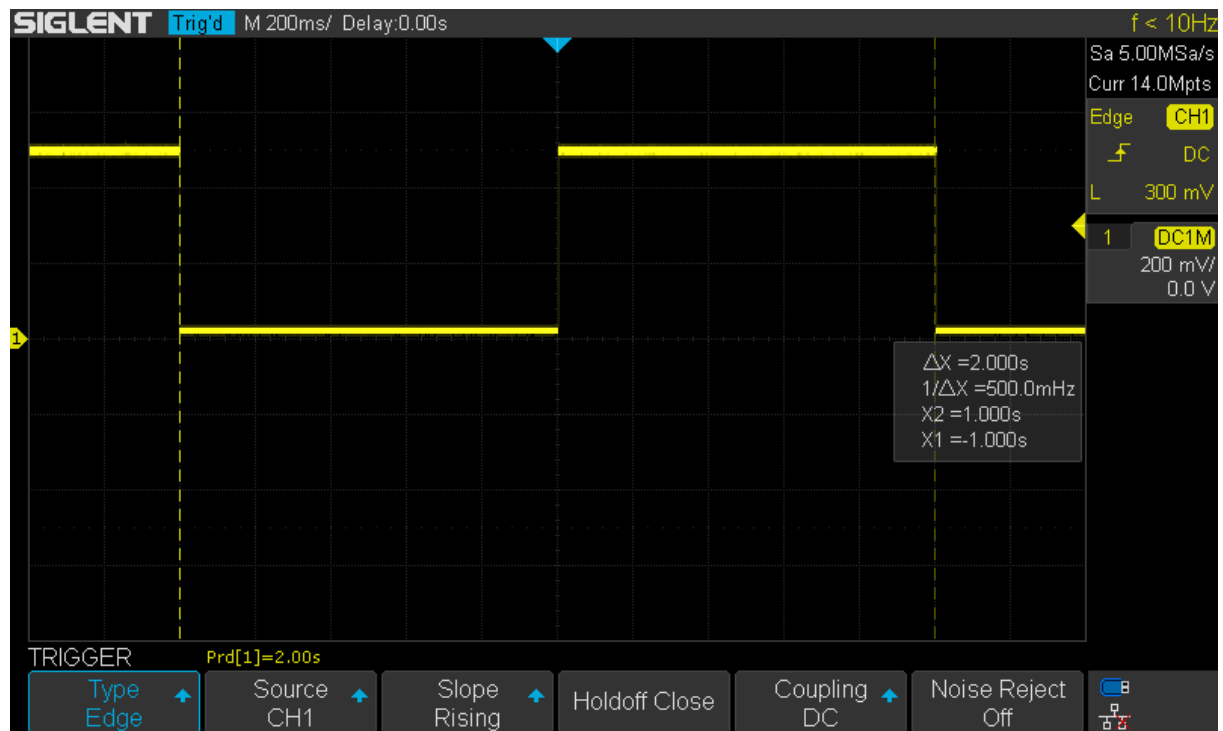 SIGLENT Trig'd M 200ms/ Delay:0.00s f < 10Hz
Sa 5.00MSa/s
Curr 14.0Mpts
Edge CH1
DC
L 300 mV
1 DC1M
200 mV/
0.0 V
1
ΔX =2.000s
1/ΔX =500.0mHz
X2 =1.000s
X1 =-1.000s
TRIGGER Prd[1]=2.00s
Type Source Slope Holdoff Close Coupling Noise Reject
Edge CH1 Rising DC Off